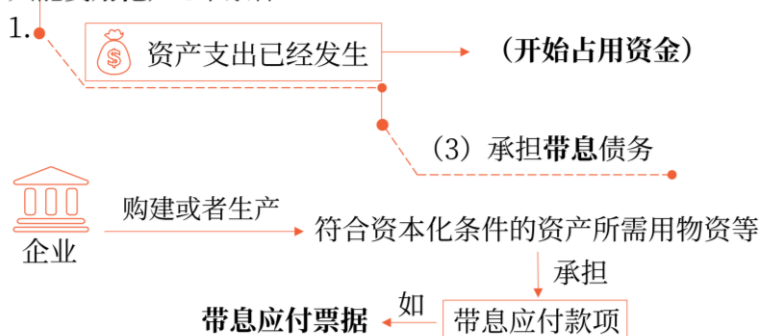 1.
资产支出已经发生
（开始占用资金）
（3）承担带息债务
企业
购建或者生产
符合资本化条件的资产所需用物资等
承担
带息应付款项
如
带息应付票据